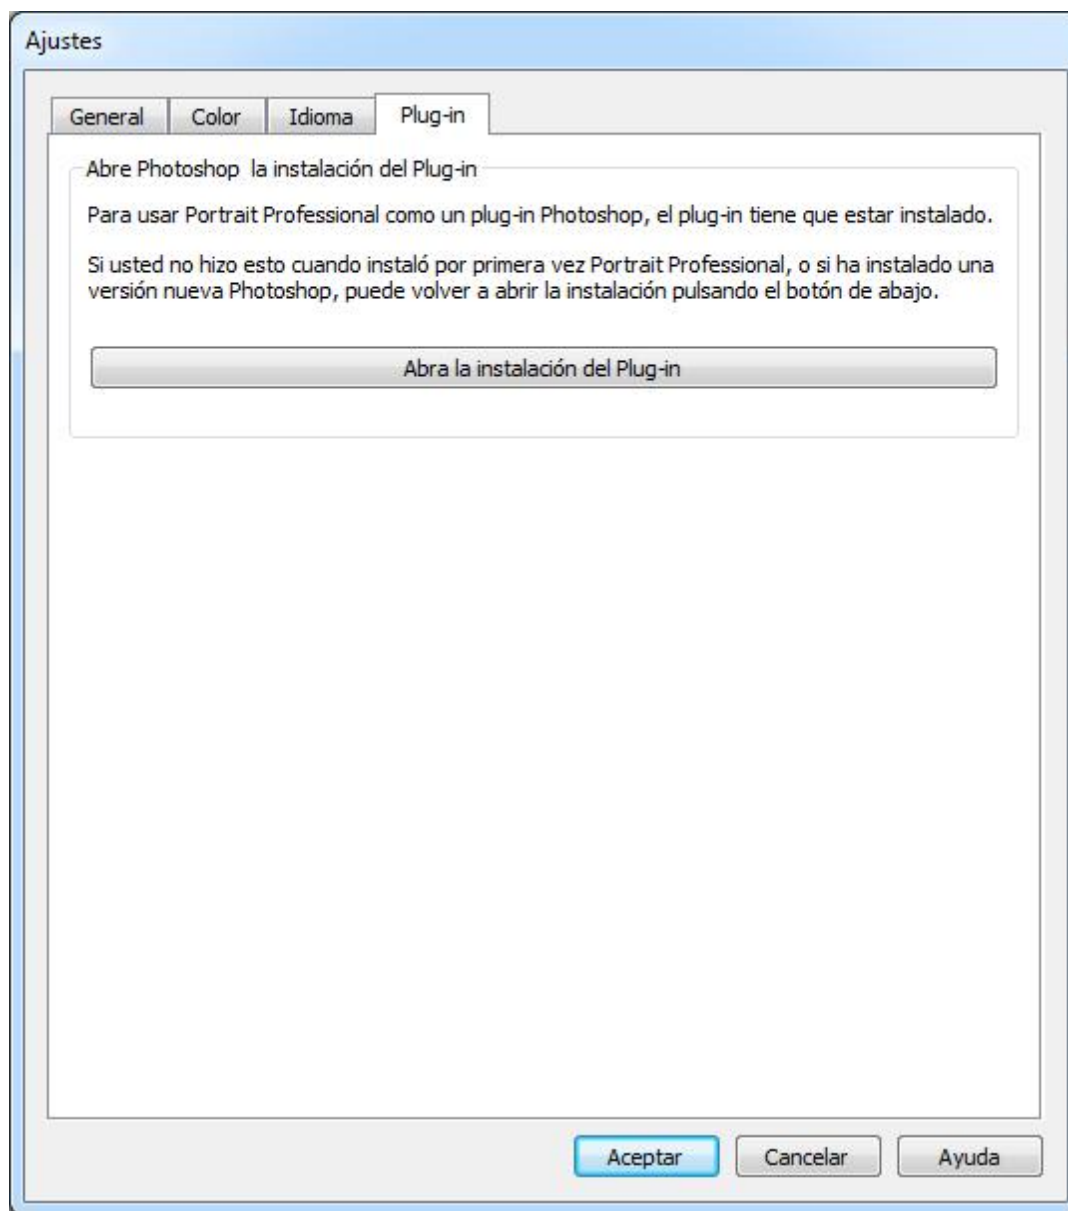 Ajustes
General Color Idioma Plug-in
Abre Photoshop la instalación del Plug-in
Para usar Portrait Professional como un plug-in Photoshop, el plug-in tiene que estar instalado.
Si usted no hizo esto cuando instaló por primera vez Portrait Professional, o si ha instalado una
versión nueva Photoshop, puede volver a abrir la instalación pulsando el botón de abajo.
Abra la instalación del Plug-in
Aceptar Cancelar Ayuda